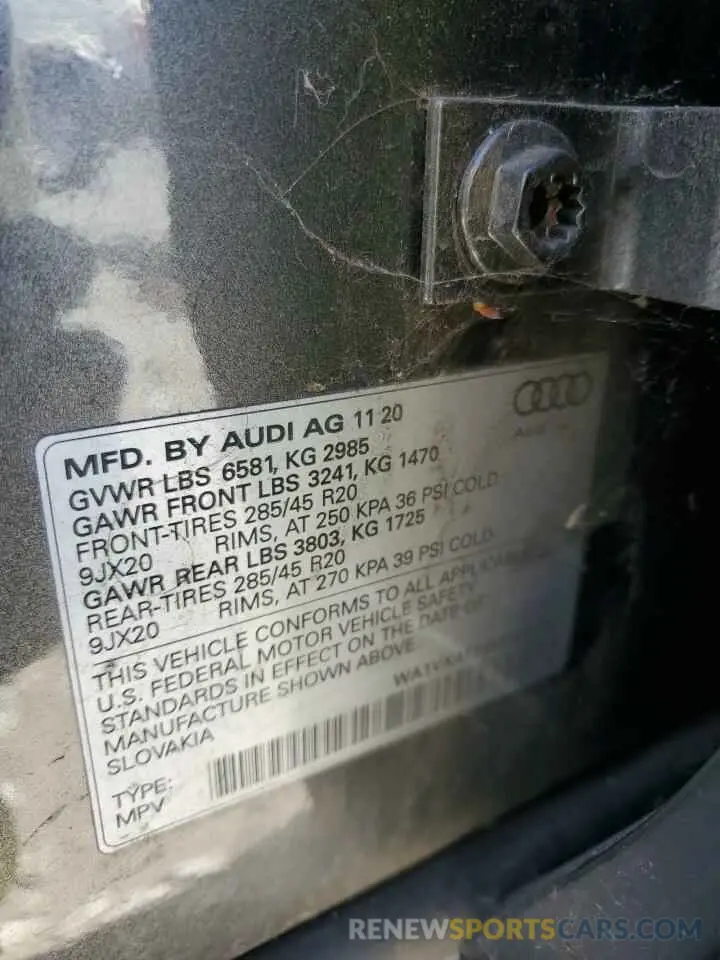 MFD. BY AUDI AG 11 20
GVWR LBS 6581, KG 2985
GAWR FRONT LBS 3241, KG 1470
FRONT-TIRES 285/45 R20
9JX20 RIMS, AT 250 KPA 36 PSI COLD
GAWR REAR LBS 3803, KG 1725
REAR-TIRES 285/45 R20
9JX20 RIMS, AT 270 KPA 39 PSI COLD
THIS VEHICLE CONFORMS TO ALL APPLICABLE
U.S. FEDERAL MOTOR VEHICLE SAFETY
STANDARDS IN EFFECT ON THE DATE OF
MANUFACTURE SHOWN ABOVE
SLOVAKIA
TYPE:
MPV
RENEWSPORTSCARS.COM